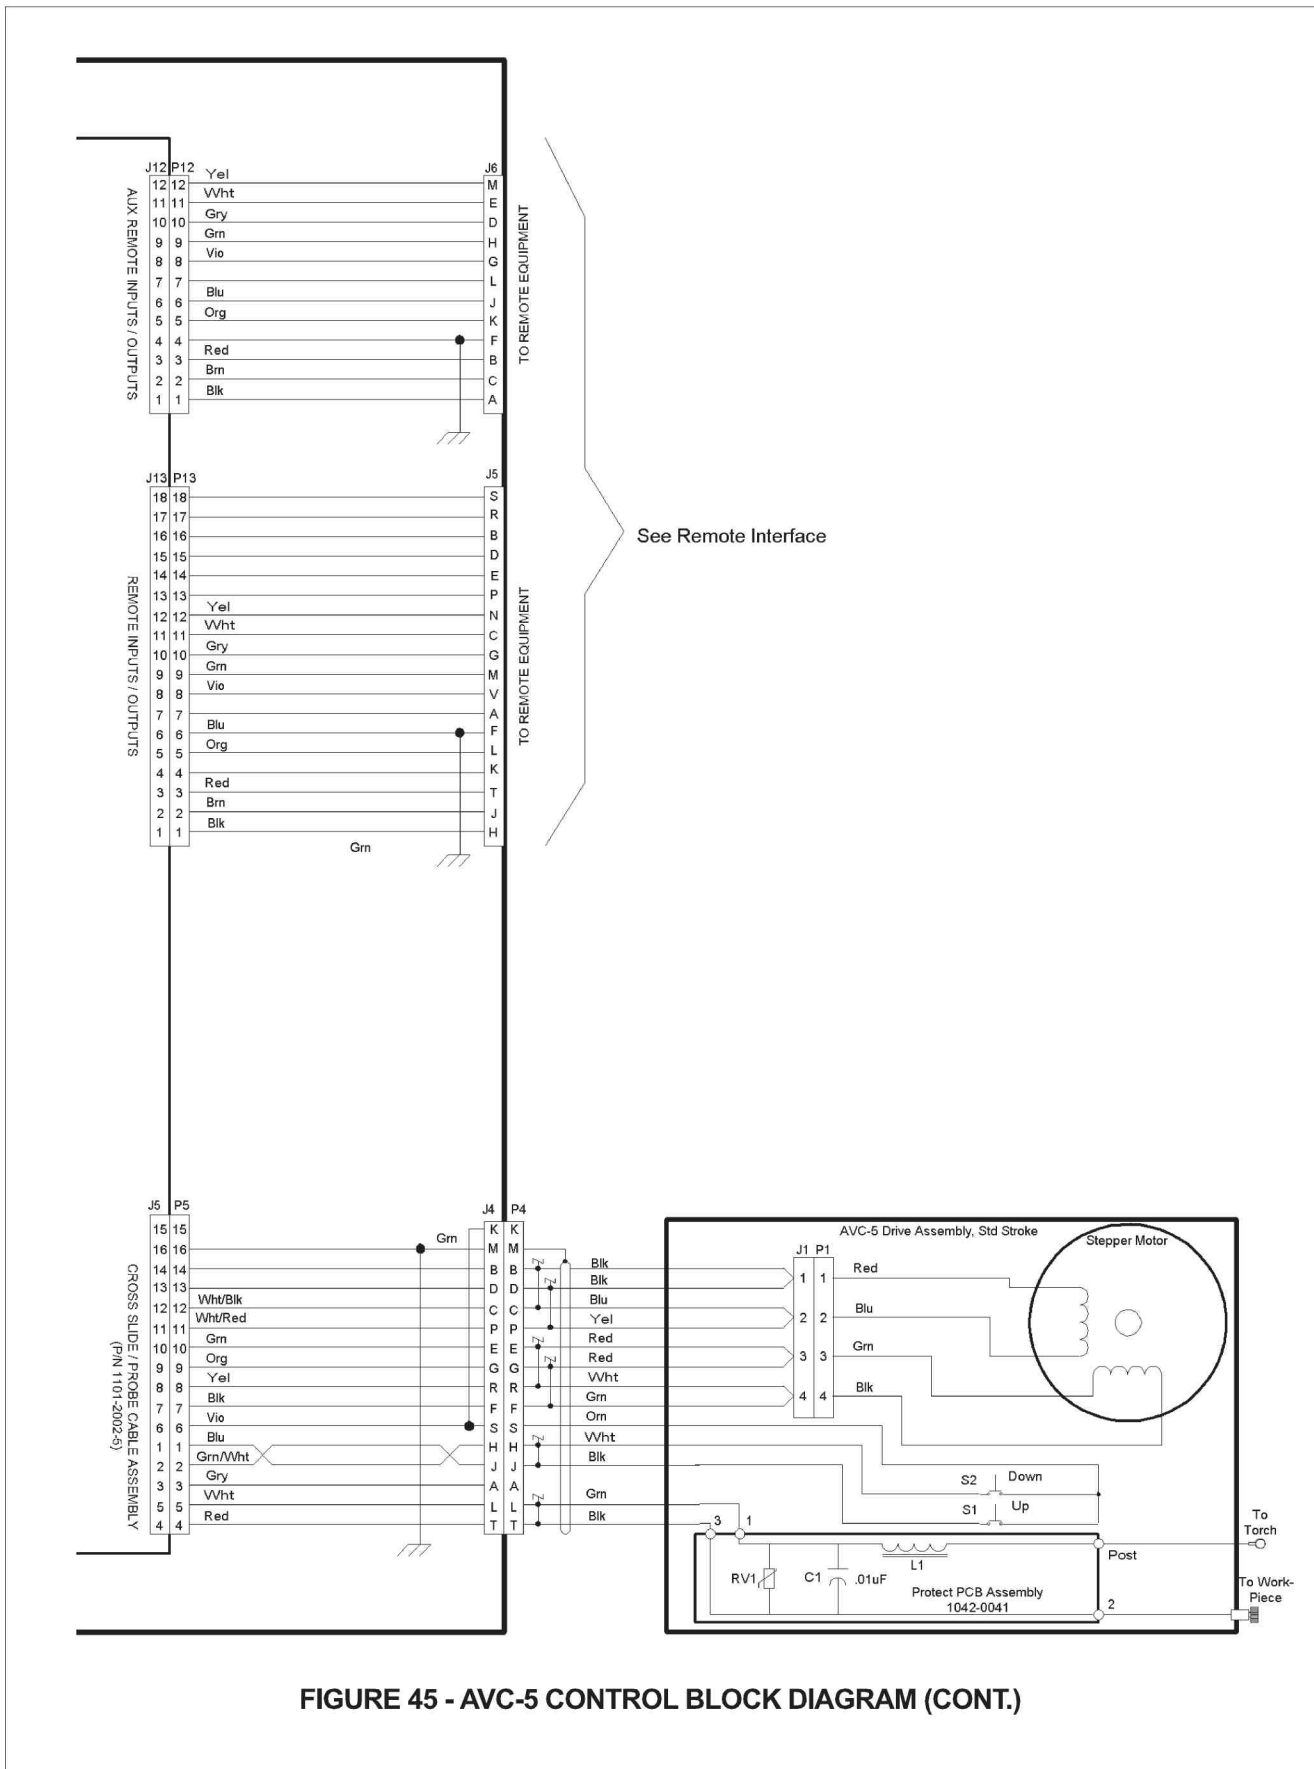 J12 P12 J6
AUX REMOTE INPUTS / OUTPUTS
TO REMOTE EQUIPMENT
12 12 Yel M
11 11 Wht E
10 10 Gry D
9 9 Grn H
8 8 Vio G
7 7 L
6 6 Blu J
5 5 Org K
4 4 F
3 3 Red B
2 2 Brn C
1 1 Blk A
J13 P13 J5
REMOTE INPUTS / OUTPUTS
TO REMOTE EQUIPMENT
18 18 S
17 17 R
16 16 B
15 15 D
14 14 E
13 13 P
12 12 Yel N
11 11 Wht C
10 10 Gry G
9 9 Grn M
8 8 Vio V
7 7 A
6 6 Blu F
5 5 Org L
4 4 K
3 3 Red T
2 2 Brn J
1 1 Blk H
Grn
See Remote Interface
J5 P5 J4 P4
CROSS SLIDE / PROBE CABLE ASSEMBLY
(P/N 1101-2002-5)
15 15 K K
16 16 Grn M M
14 14 B B Blk
13 13 D D Blk
12 12 Wht/Blk C C Blu
11 11 Wht/Red P P Yel
10 10 Grn E E Red
9 9 Org G G Red
8 8 Yel R R Wht
7 7 Blk F F Grn
6 6 Vio S S Orn
1 1 Blu H H Wht
2 2 Grn/Wht J J Blk
3 3 Gry A A
5 5 Wht L L Grn
4 4 Red T T Blk
AVC-5 Drive Assembly, Std Stroke
Stepper Motor
J1 P1
1 1 Red
2 2 Blu
3 3 Grn
4 4 Blk
S2 Down
S1 Up
3 1
RV1
C1 .01uF
L1
Protect PCB Assembly
1042-0041
Post
2
To
Torch
To Work-
Piece
FIGURE 45 - AVC-5 CONTROL BLOCK DIAGRAM (CONT.)